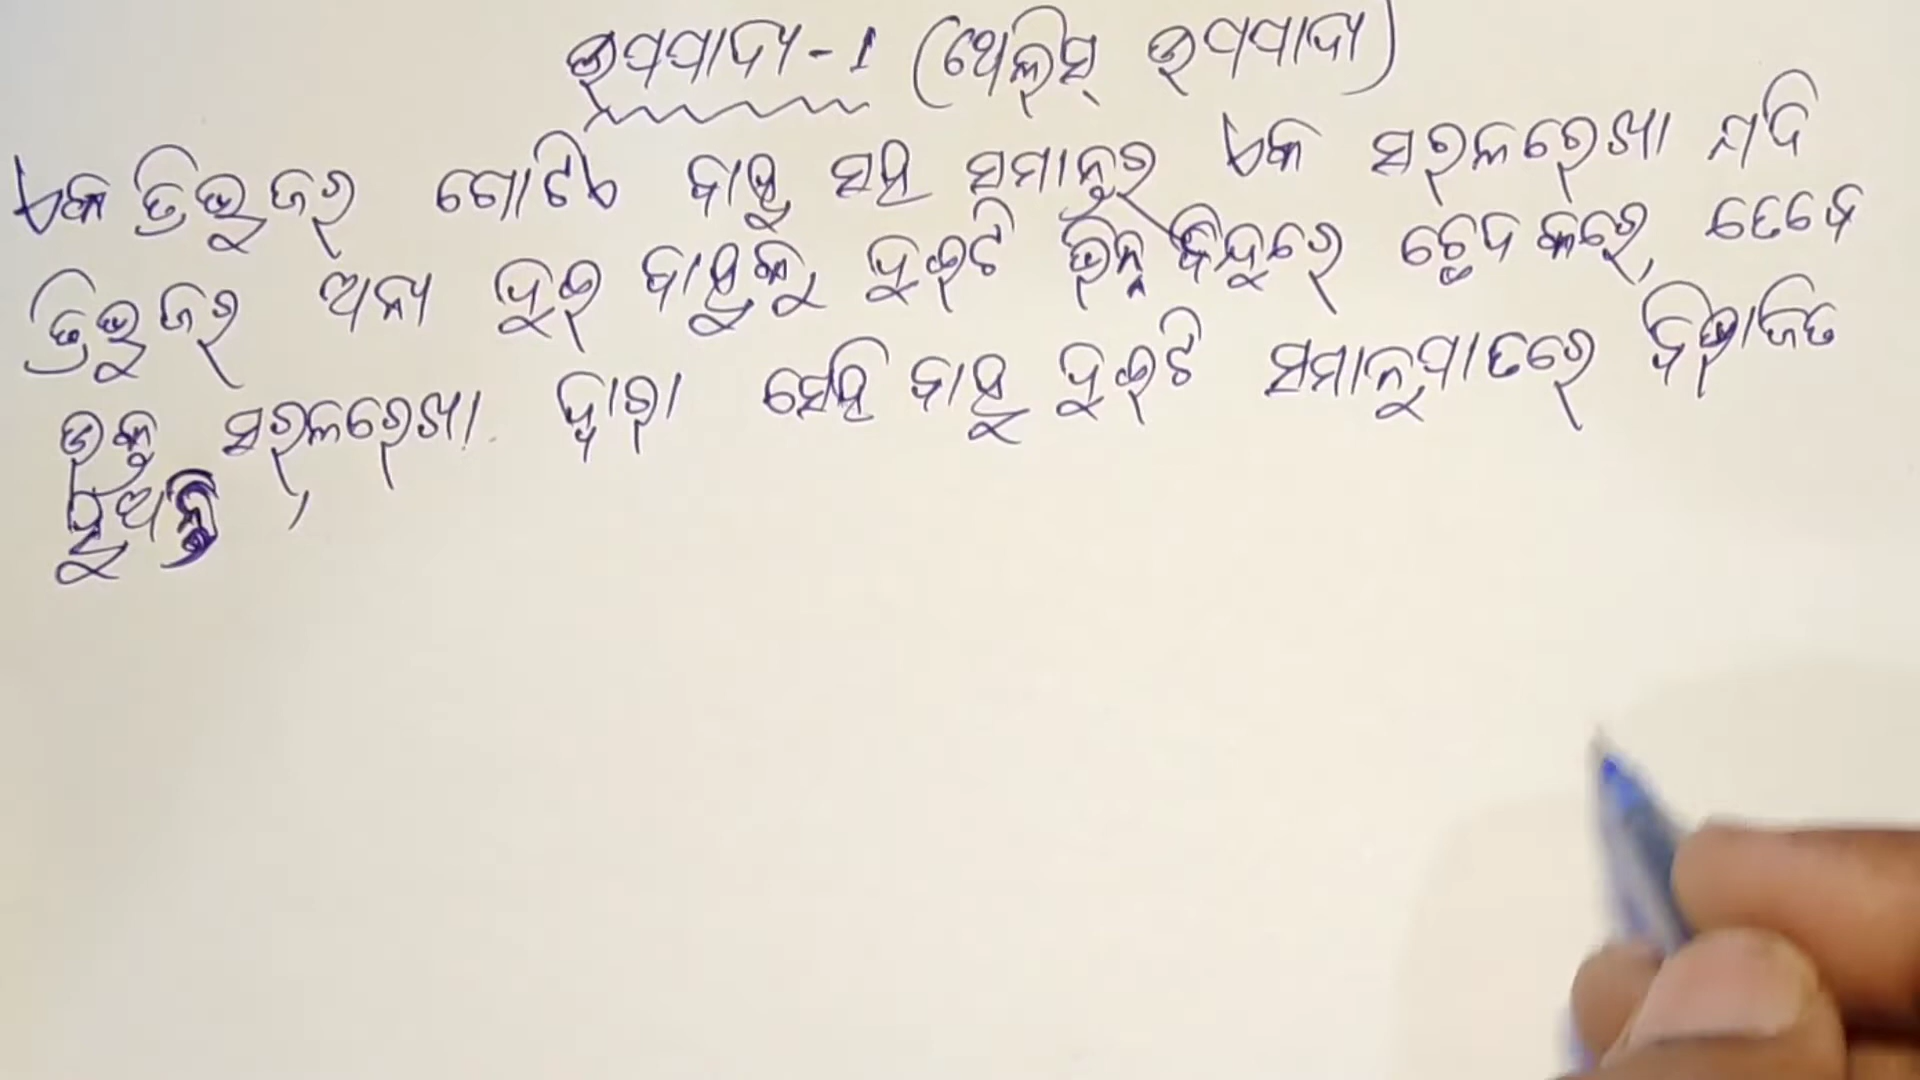 ଉପପାଦ୍ୟ-1 (ଥେଲିସ୍ ଉପପାଦ୍ୟ)
ଏକ ତ୍ରିଭୁଜର ଗୋଟିଏ ବାହୁ ସହ ସମାନ୍ତର ଏକ ସରଳରେଖା ଯଦି
ତ୍ରିଭୁଜର ଅନ୍ୟ ଦୁଇ ବାହୁକୁ ଦୁଇଟି ଭିନ୍ନ ବିନ୍ଦୁରେ ଛେଦ କରେ, ତେବେ
ଉକ୍ତ ସରଳରେଖା ଦ୍ୱାରା ସେହି ବାହୁ ଦୁଇଟି ସମାନୁପାତରେ ବିଭାଜିତ
ହୁଅନ୍ତି ,